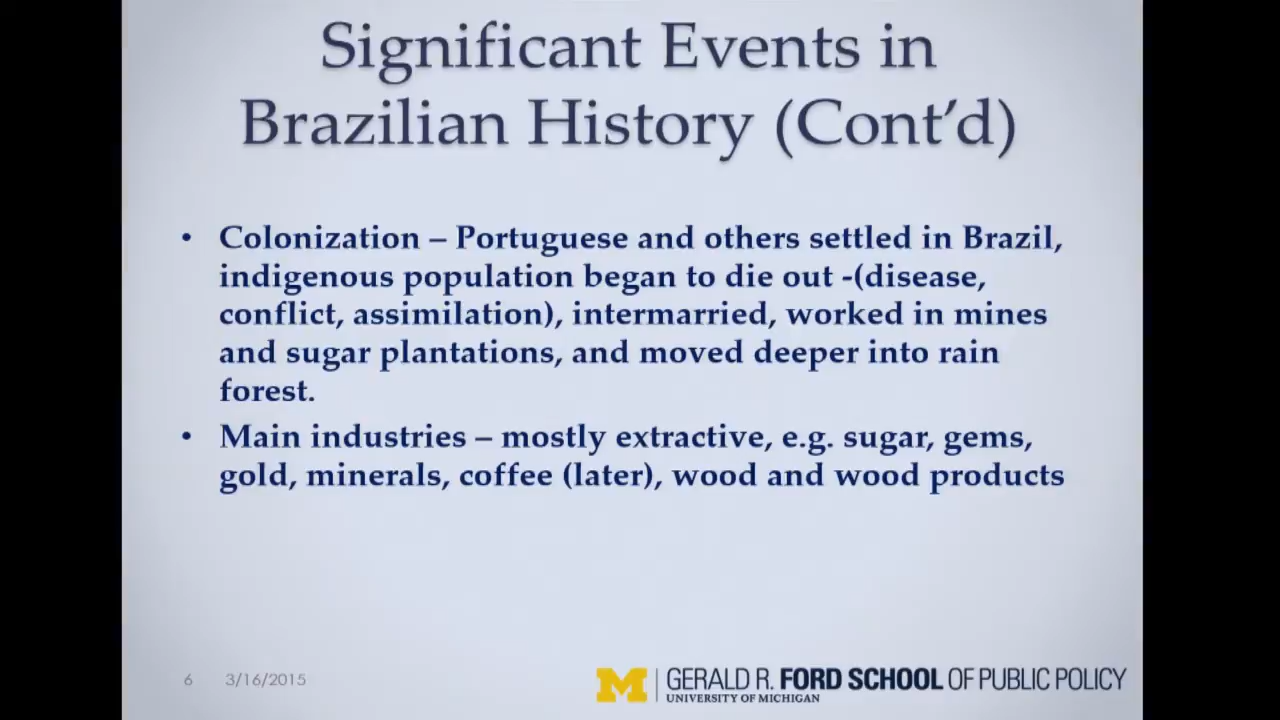 Significant Events in
Brazilian History (Cont’d)
• Colonization – Portuguese and others settled in Brazil,
indigenous population began to die out -(disease,
conflict, assimilation), intermarried, worked in mines
and sugar plantations, and moved deeper into rain
forest.
• Main industries – mostly extractive, e.g. sugar, gems,
gold, minerals, coffee (later), wood and wood products
6 3/16/2015
M GERALD R. FORD SCHOOL OF PUBLIC POLICY
UNIVERSITY OF MICHIGAN